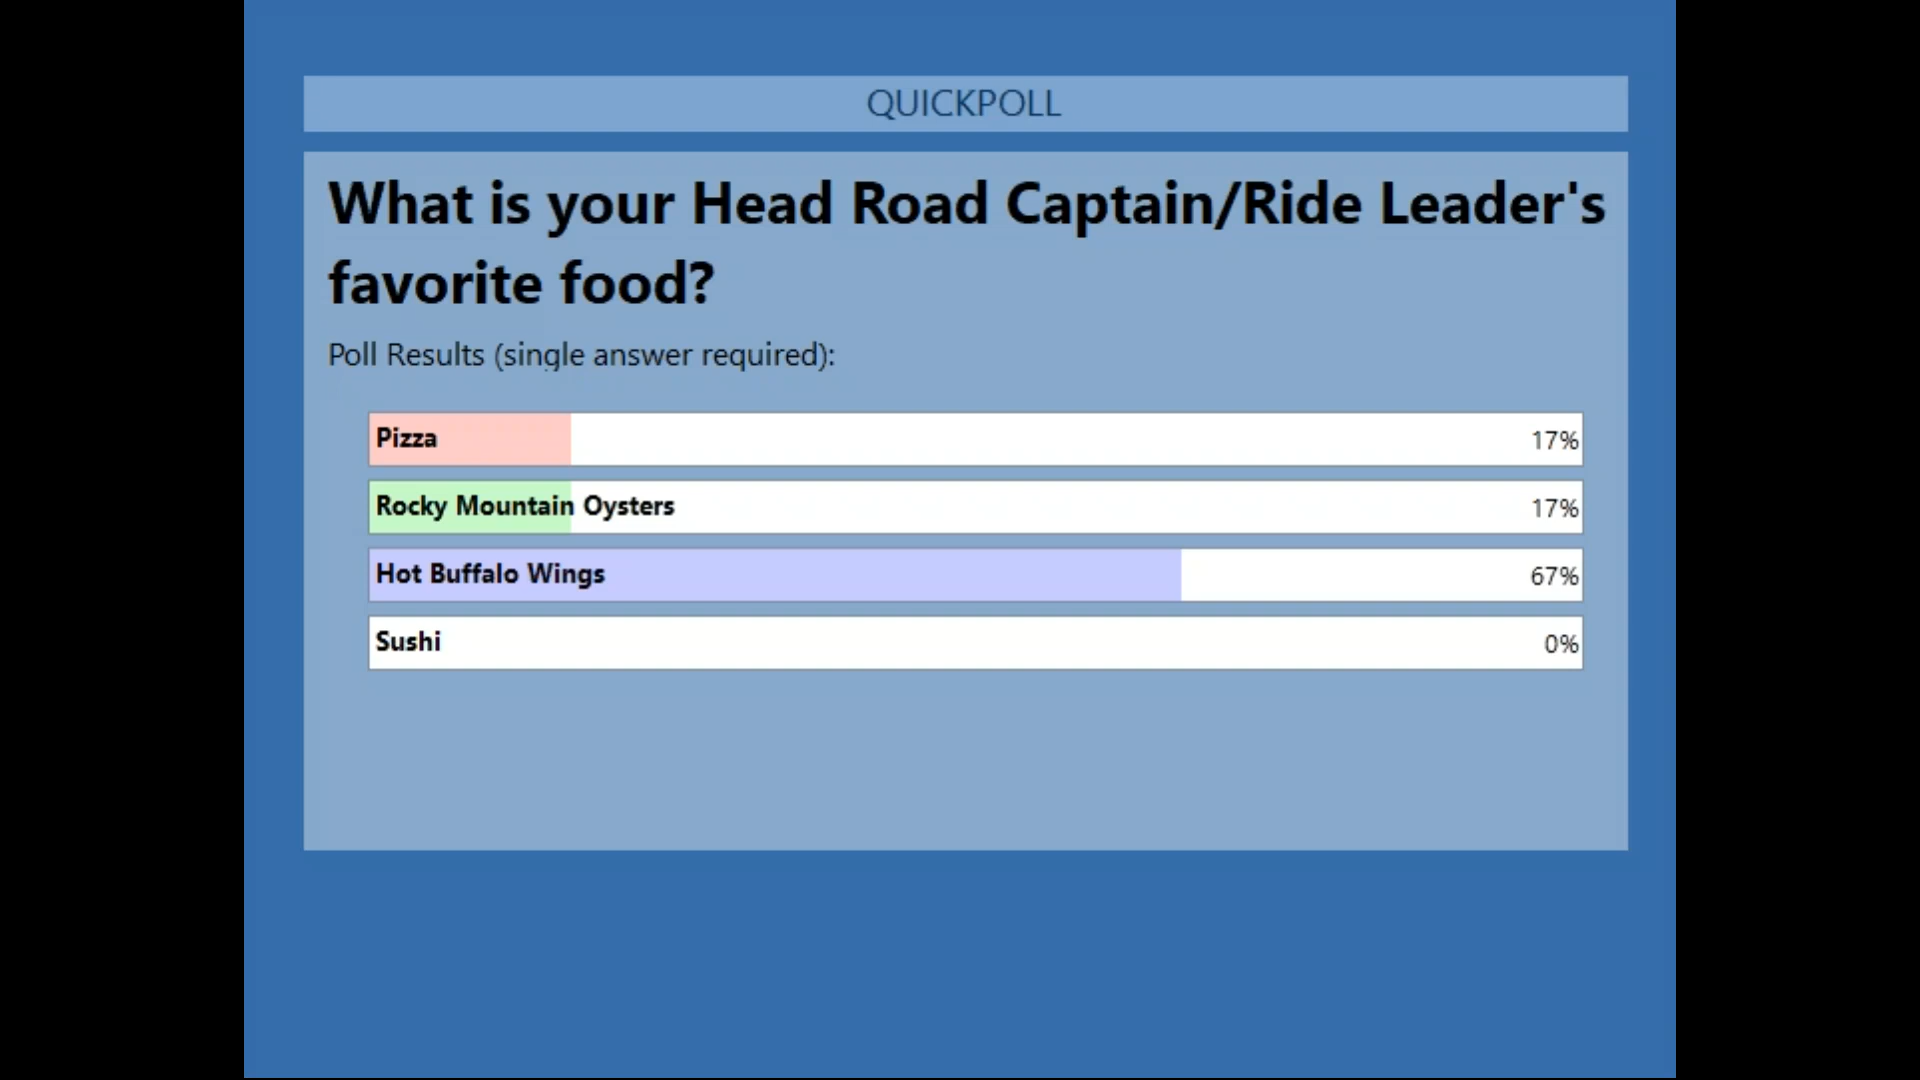 QUICKPOLL
What is your Head Road Captain/Ride Leader's
favorite food?
Poll Results (single answer required):
Pizza 17%
Rocky Mountain Oysters 17%
Hot Buffalo Wings 67%
Sushi 0%